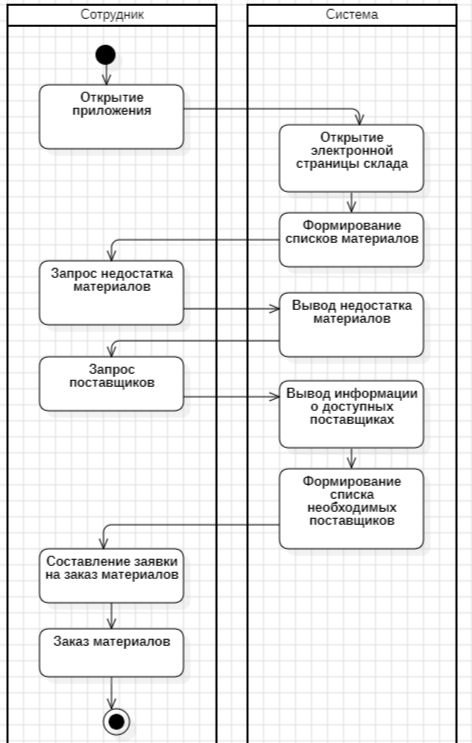 Сотрудник
Система
Открытие
приложения
Открытие
электронной
страницы склада
Формирование
списков материалов
Запрос недостатка
материалов
Вывод недостатка
материалов
Запрос
поставщиков
Вывод информации
о доступных
поставщиках
Формирование
списка
необходимых
поставщиков
Составление заявки
на заказ материалов
Заказ материалов